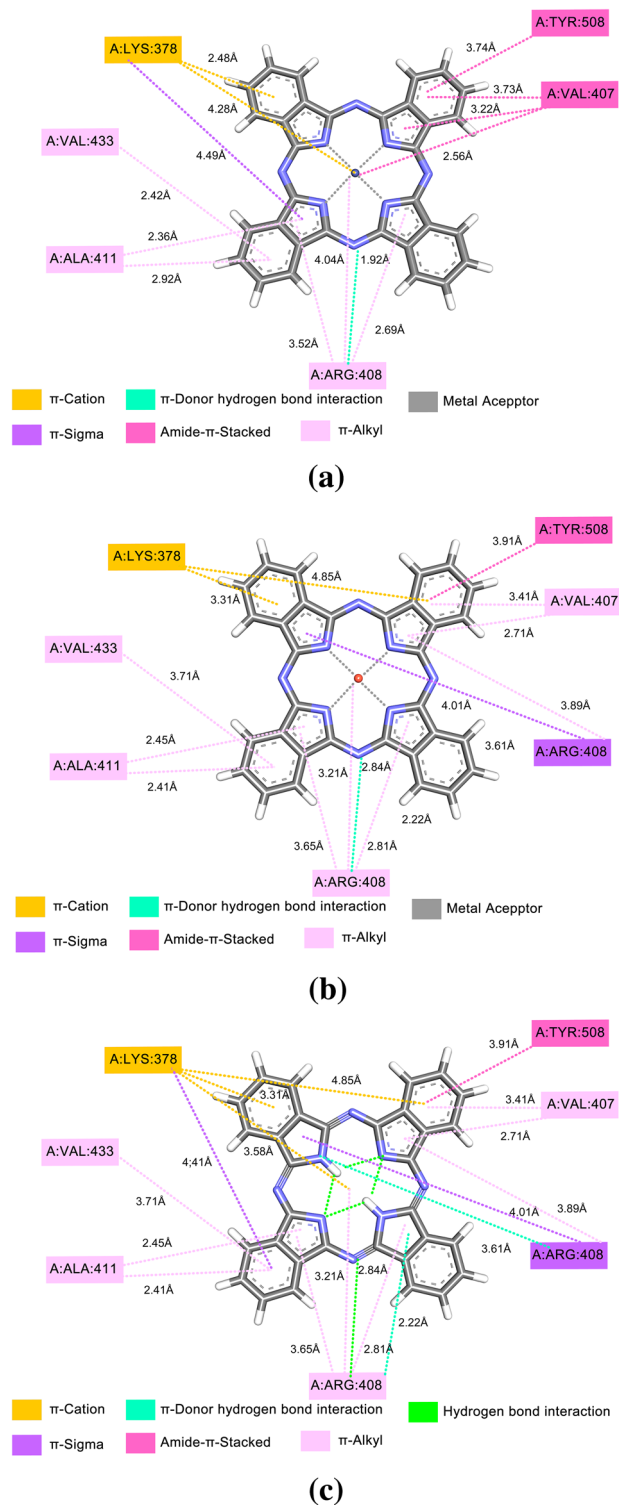 A:TYR:508
A:LYS:378
3.74Å
2.48Å
3.73Å
A:VAL:407
4.28Å
3.22Å
A:VAL:433
4.49Å
2.56Å
2.42Å
2.36Å
A:ALA:411
4.04Å
1.92Å
2.92Å
2.69Å
3.52Å
A:ARG:408
π-Cation
π-Donor hydrogen bond interaction
Metal Acepptor
π-Sigma
Amide-π-Stacked
π-Alkyl
(a)
A:TYR:508
A:LYS:378
3.91Å
4.85Å
3.31Å
3.41Å
A:VAL:407
2.71Å
A:VAL:433
3.71Å
3.89Å
4.01Å
2.45Å
3.61Å
A:ARG:408
A:ALA:411
3.21Å
2.84Å
2.41Å
2.22Å
3.65Å
2.81Å
A:ARG:408
π-Cation
π-Donor hydrogen bond interaction
Metal Acepptor
π-Sigma
Amide-π-Stacked
π-Alkyl
(b)
A:TYR:508
3.91Å
A:LYS:378
4.85Å
3.31Å
3.41Å
A:VAL:407
2.71Å
3.58Å
A:VAL:433
4;41Å
3.71Å
3.89Å
4.01Å
2.45Å
3.61Å
A:ARG:408
A:ALA:411
3.21Å
2.84Å
2.41Å
2.22Å
3.65Å
2.81Å
A:ARG:408
π-Cation
π-Donor hydrogen bond interaction
Hydrogen bond interaction
π-Sigma
Amide-π-Stacked
π-Alkyl
(c)